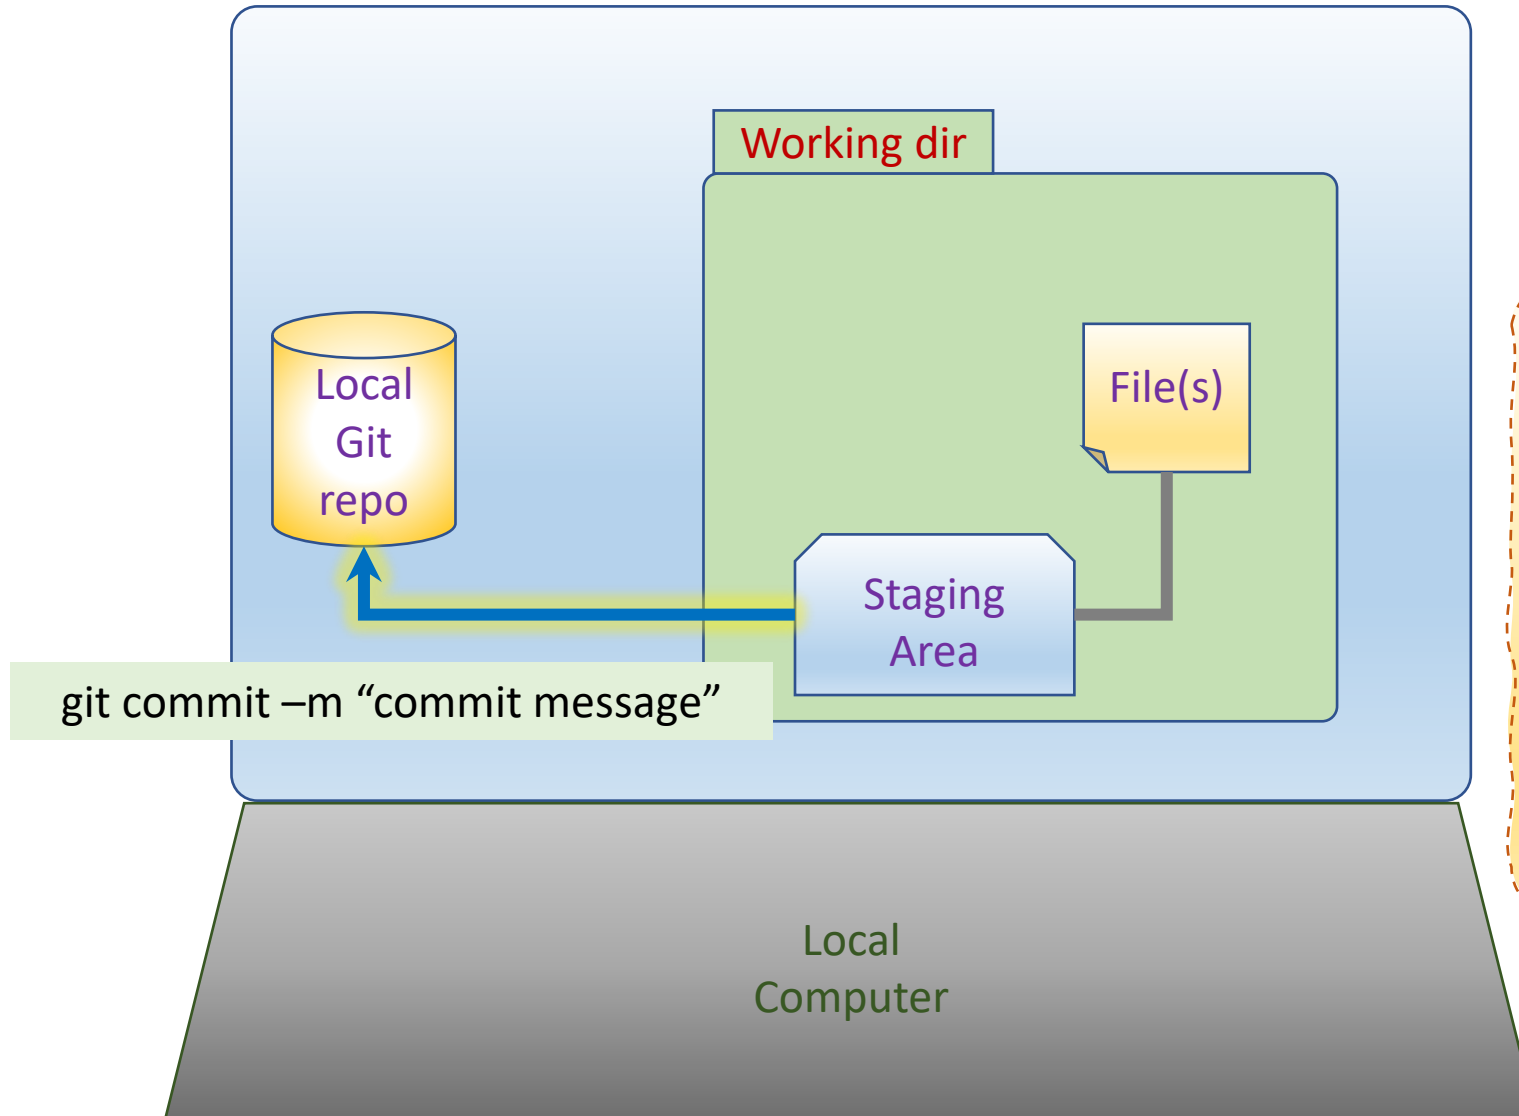 Working dir
Local
Git
repo
File(s)
Staging
Area
git commit –m “commit message”
Local
Computer